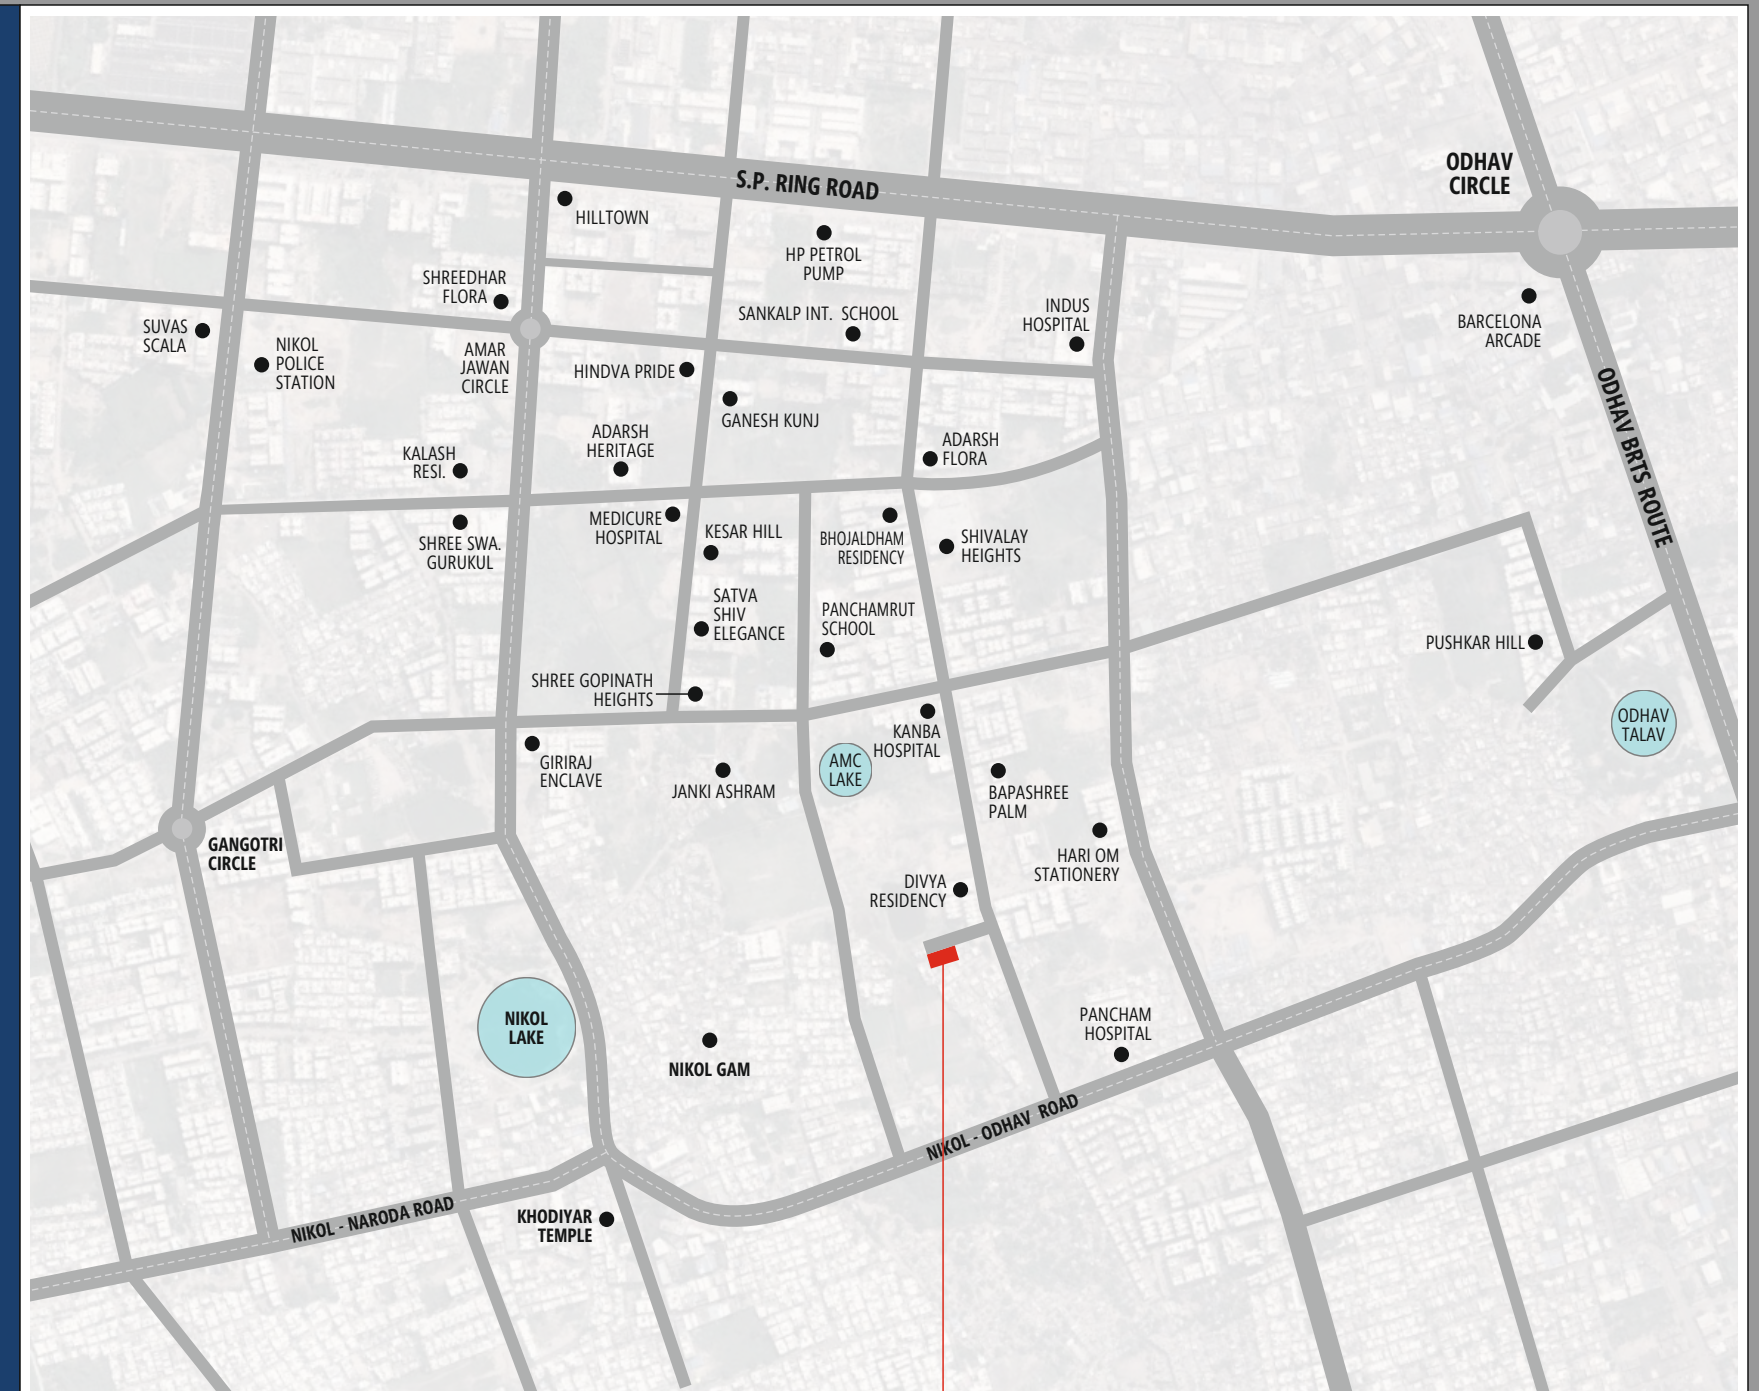 ODHAV
CIRCLE
S.P. RING ROAD
HILLTOWN
HP PETROL
PUMP
SHREEDHAR
FLORA
SANKALP INT. SCHOOL
INDUS
HOSPITAL
BARCELONA
ARCADE
SUVAS
SCALA
NIKOL
POLICE
STATION
AMAR
JAWAN
CIRCLE
HINDVA PRIDE
GANESH KUNJ
ODHAV BRTS ROUTE
ADARSH
HERITAGE
ADARSH
FLORA
KALASH
RESI.
SHREE SWA.
GURUKUL
MEDICURE
HOSPITAL
KESAR HILL
BHOJALDHAM
RESIDENCY
SHIVALAY
HEIGHTS
SATVA
SHIV
ELEGANCE
PANCHAMRUT
SCHOOL
PUSHKAR HILL
SHREE GOPINATH
HEIGHTS
ODHAV
TALAV
KANBA
HOSPITAL
GIRIRAJ
ENCLAVE
AMC
LAKE
JANKI ASHRAM
BAPASHREE
PALM
GANGOTRI
CIRCLE
HARI OM
STATIONERY
DIVYA
RESIDENCY
NIKOL
LAKE
PANCHAM
HOSPITAL
NIKOL GAM
NIKOL - ODHAV ROAD
NIKOL - NARODA ROAD
KHODIYAR
TEMPLE